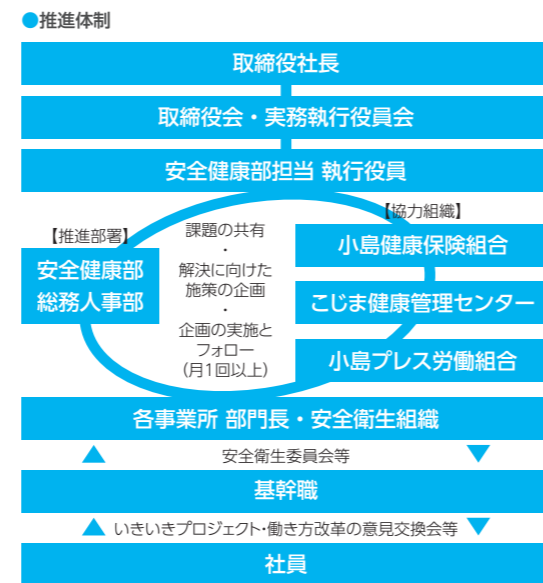 ●推進体制
取締役社長
取締役会・実務執行役員会
安全健康部担当 執行役員
【推進部署】
安全健康部
総務人事部
課題の共有
・
解決に向けた
施策の企画
・
企画の実施と
フォロー
(月1回以上)
【協力組織】
小島健康保険組合
こじま健康管理センター
小島プレス労働組合
各事業所 部門長・安全衛生組織
▲ 安全衛生委員会等 ▼
基幹職
▲ いきいきプロジェクト・働き方改革の意見交換会等 ▼
社員